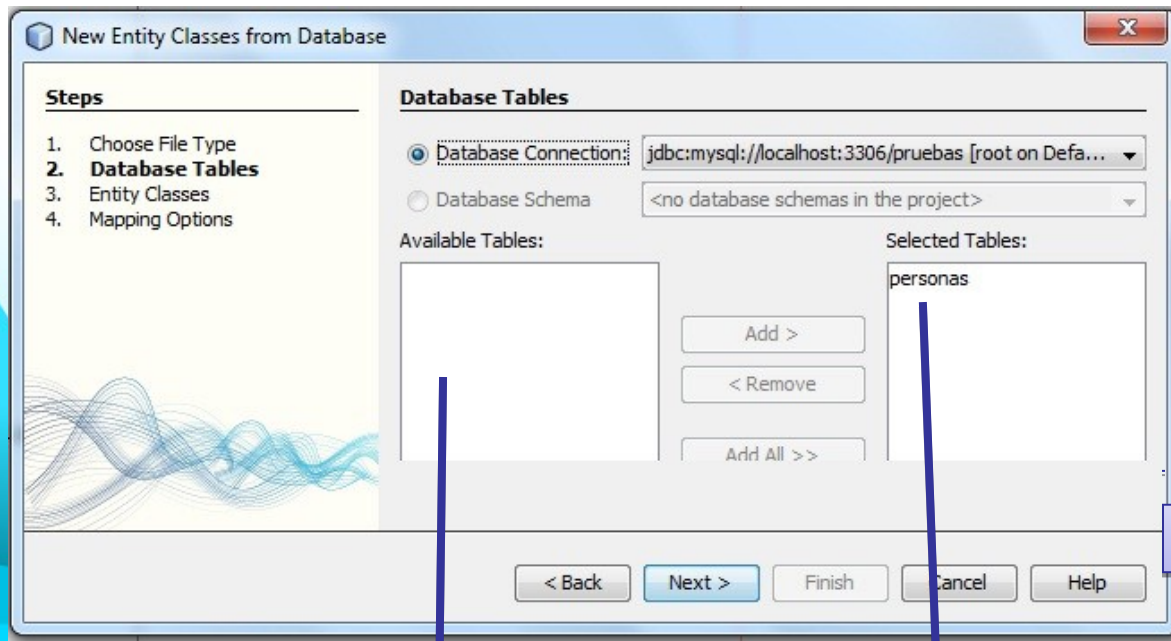 New Entity Classes from Database
Steps
1. Choose File Type
2. Database Tables
3. Entity Classes
4. Mapping Options
Database Tables
Database Connection: jdbc:mysql://localhost:3306/pruebas [root on Defa...
Database Schema <no database schemas in the project>
Available Tables: Selected Tables:
personas
Add >
< Remove
Add All >>
< Back Next > Finish Cancel Help